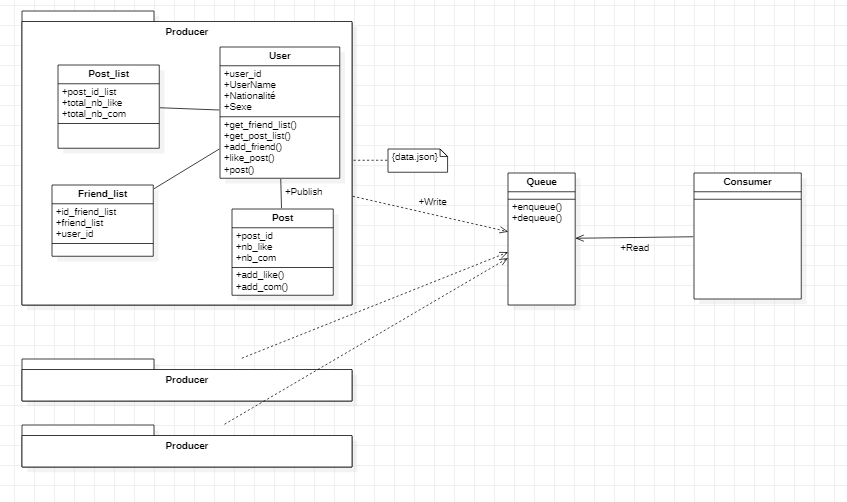 Producer
Post_list
+post_id_list
+total_nb_like
+total_nb_com
User
+user_id
+UserName
+Nationalité
+Sexe
+get_friend_list()
+get_post_list()
+add_friend()
+like_post()
+post()
Friend_list
+id_friend_list
+friend_list
+user_id
+Publish
Post
+post_id
+nb_like
+nb_com
+add_like()
+add_com()
{data.json}
+Write
Queue
+enqueue()
+dequeue()
+Read
Consumer
Producer
Producer